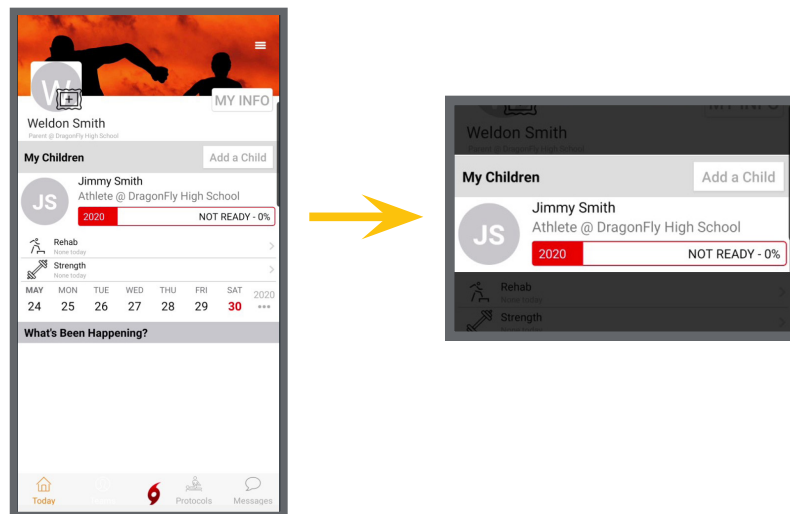 W
MY INFO
Weldon Smith
Parent @ DragonFly High School
My Children
Add a Child
JS
Jimmy Smith
Athlete @ DragonFly High School
2020
NOT READY - 0%
Rehab
None today
Strength
None today
MAY MON TUE WED THU FRI SAT 2020
24 25 26 27 28 29 30
What's Been Happening?
Today
Protocols
Messages
Weldon Smith
Parent @ DragonFly High School
My Children
Add a Child
JS
Jimmy Smith
Athlete @ DragonFly High School
2020
NOT READY - 0%
Rehab
None today
Strength